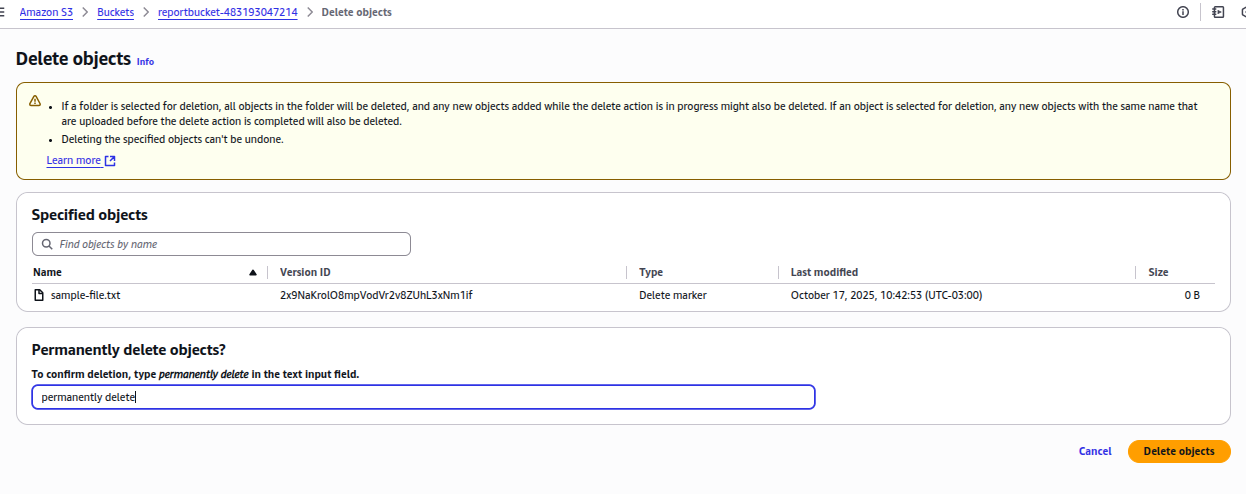 Amazon S3 > Buckets > reportbucket-483193047214 > Delete objects
Delete objects Info
If a folder is selected for deletion, all objects in the folder will be deleted, and any new objects added while the delete action is in progress might also be deleted. If an object is selected for deletion, any new objects with the same name that
are uploaded before the delete action is completed will also be deleted.
Deleting the specified objects can't be undone.
Learn more
Specified objects
Find objects by name
Name Version ID Type Last modified Size
sample-file.txt 2x9NaKrolO8mpVodVr2v8ZUhL3xNm1if Delete marker October 17, 2025, 10:42:53 (UTC-03:00) 0 B
Permanently delete objects?
To confirm deletion, type permanently delete in the text input field.
permanently delete
Cancel Delete objects